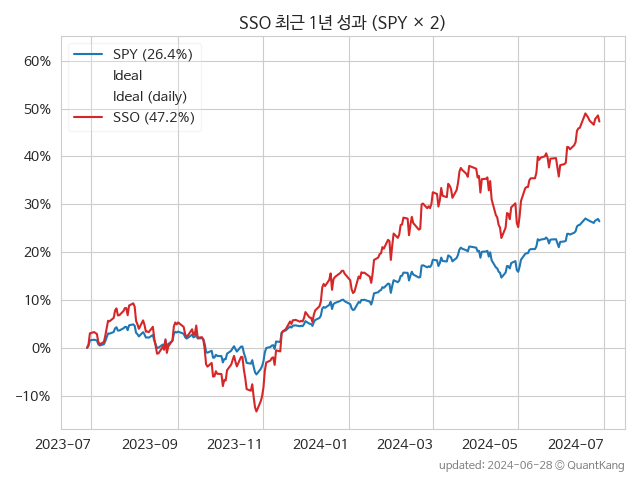 SSO 최근 1년 성과 (SPY × 2)
SPY (26.4%)
Ideal
Ideal (daily)
SSO (47.2%)
60%
50%
40%
30%
20%
10%
0%
−10%
2023-07
2023-09
2023-11
2024-01
2024-03
2024-05
2024-07
updated: 2024-06-28 © QuantKang